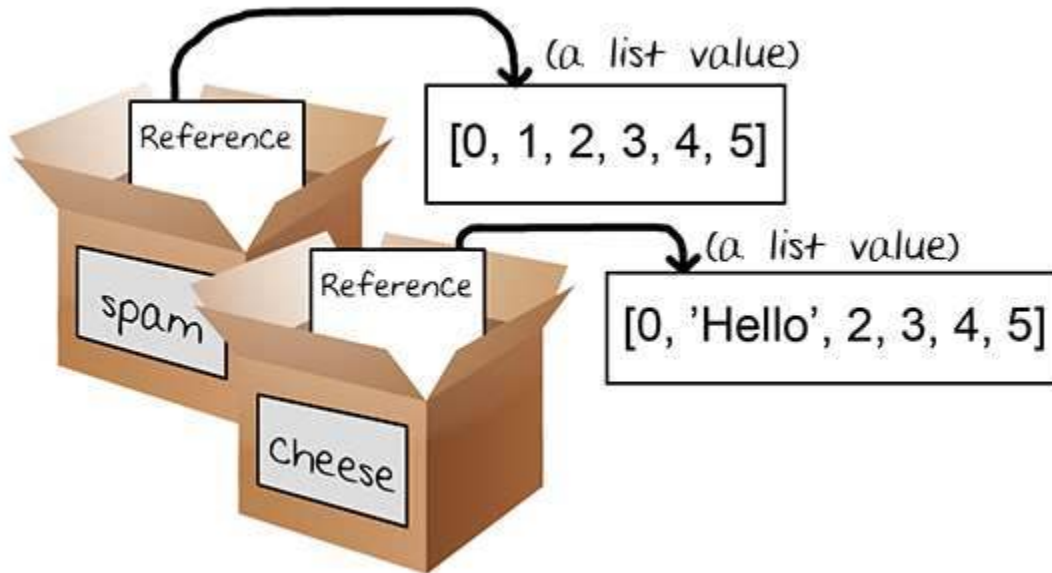 (a list value)
Reference
[0, 1, 2, 3, 4, 5]
spam
(a list value)
Reference
[0, ’Hello’, 2, 3, 4, 5]
Cheese